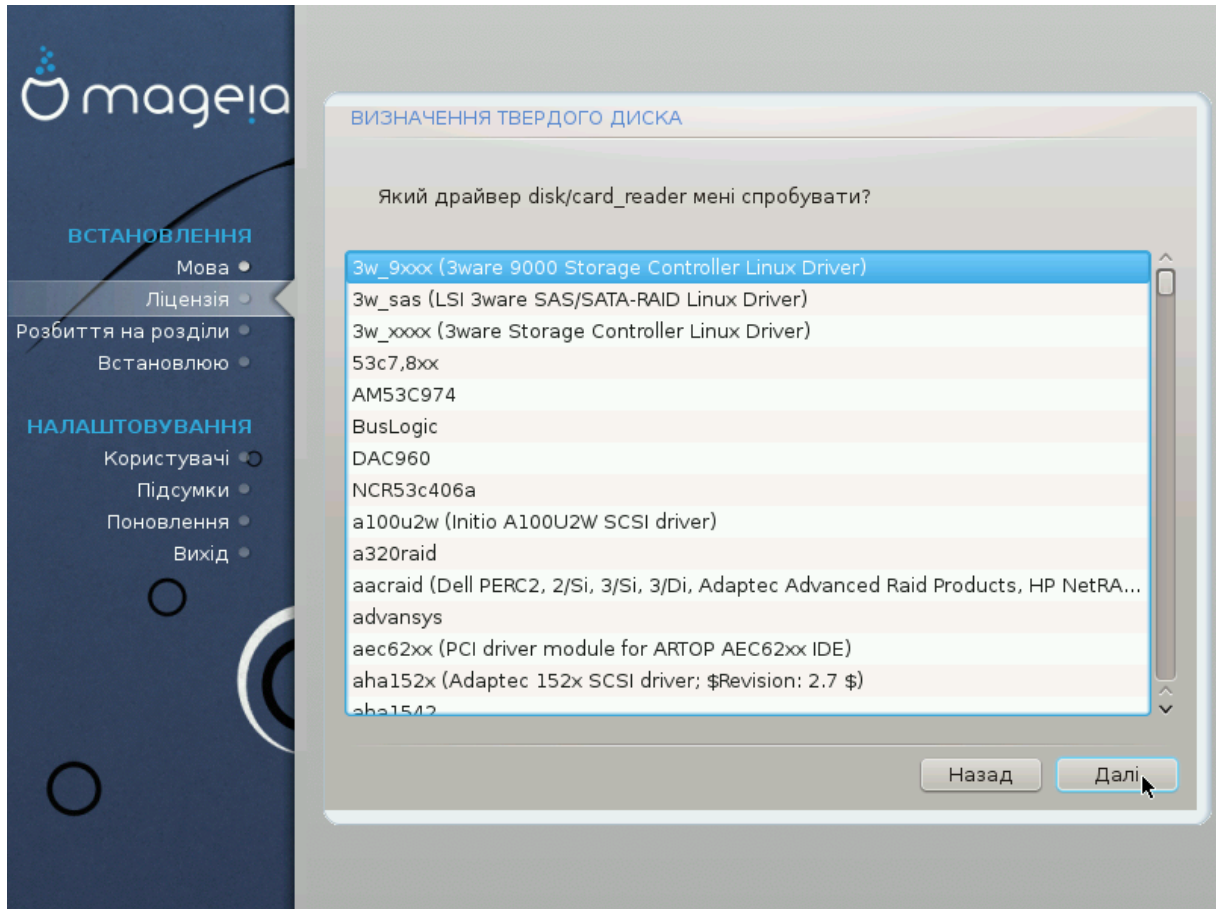 mageia
ВСТАНОВЛЕННЯ
Мова
Ліцензія
Розбиття на розділи
Встановлюю
НАЛАШТОВУВАННЯ
Користувачі
Підсумки
Поновлення
Вихід
ВИЗНАЧЕННЯ ТВЕРДОГО ДИСКА
Який драйвер disk/card_reader мені спробувати?
3w_9xxx (3ware 9000 Storage Controller Linux Driver)
3w_sas (LSI 3ware SAS/SATA-RAID Linux Driver)
3w_xxxx (3ware Storage Controller Linux Driver)
53c7,8xx
AM53C974
BusLogic
DAC960
NCR53c406a
a100u2w (Initio A100U2W SCSI driver)
a320raid
aacraid (Dell PERC2, 2/Si, 3/Si, 3/Di, Adaptec Advanced Raid Products, HP NetRA...
advansys
aec62xx (PCI driver module for ARTOP AEC62xx IDE)
aha152x (Adaptec 152x SCSI driver; $Revision: 2.7 $)
aha1542
Назад
Далі